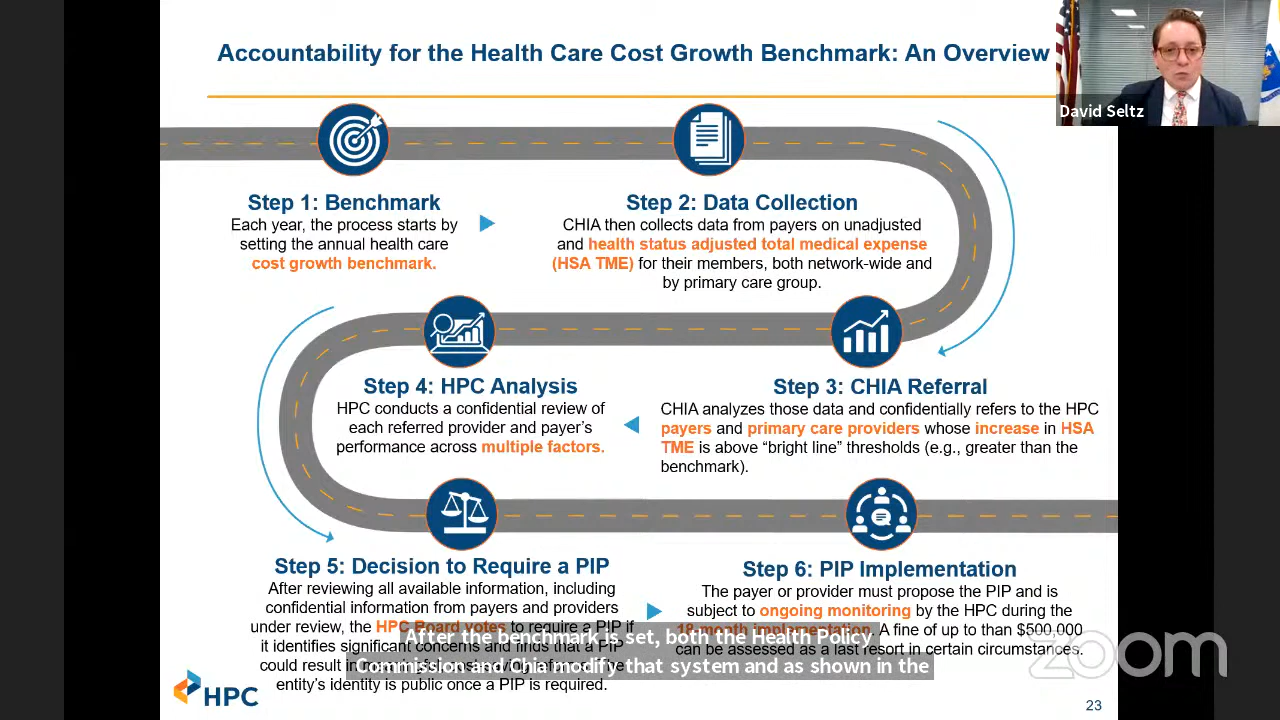 Accountability for the Health Care Cost Growth Benchmark: An Overview
David Seltz
Step 1: Benchmark
Each year, the process starts by
setting the annual health care
cost growth benchmark.
Step 2: Data Collection
CHIA then collects data from payers on unadjusted
and health status adjusted total medical expense
(HSA TME) for their members, both network-wide and
by primary care group.
Step 3: CHIA Referral
CHIA analyzes those data and confidentially refers to the HPC
payers and primary care providers whose increase in HSA
TME is above “bright line” thresholds (e.g., greater than the
benchmark).
Step 4: HPC Analysis
HPC conducts a confidential review of
each referred provider and payer’s
performance across multiple factors.
Step 5: Decision to Require a PIP
After reviewing all available information, including
confidential information from payers and providers
under review, the HPC Board votes to require a PIP if
it identifies significant concerns and finds that a PIP
could result in
entity’s identity is public once a PIP is required.
Step 6: PIP Implementation
The payer or provider must propose the PIP and is
subject to ongoing monitoring by the HPC during the
18-month implementation. A fine of up to than $500,000
can be assessed as a last resort in certain circumstances.
After the benchmark is set, both the Health Policy
Commission and Chia modify that system and as shown in the
HPC
zoom
23